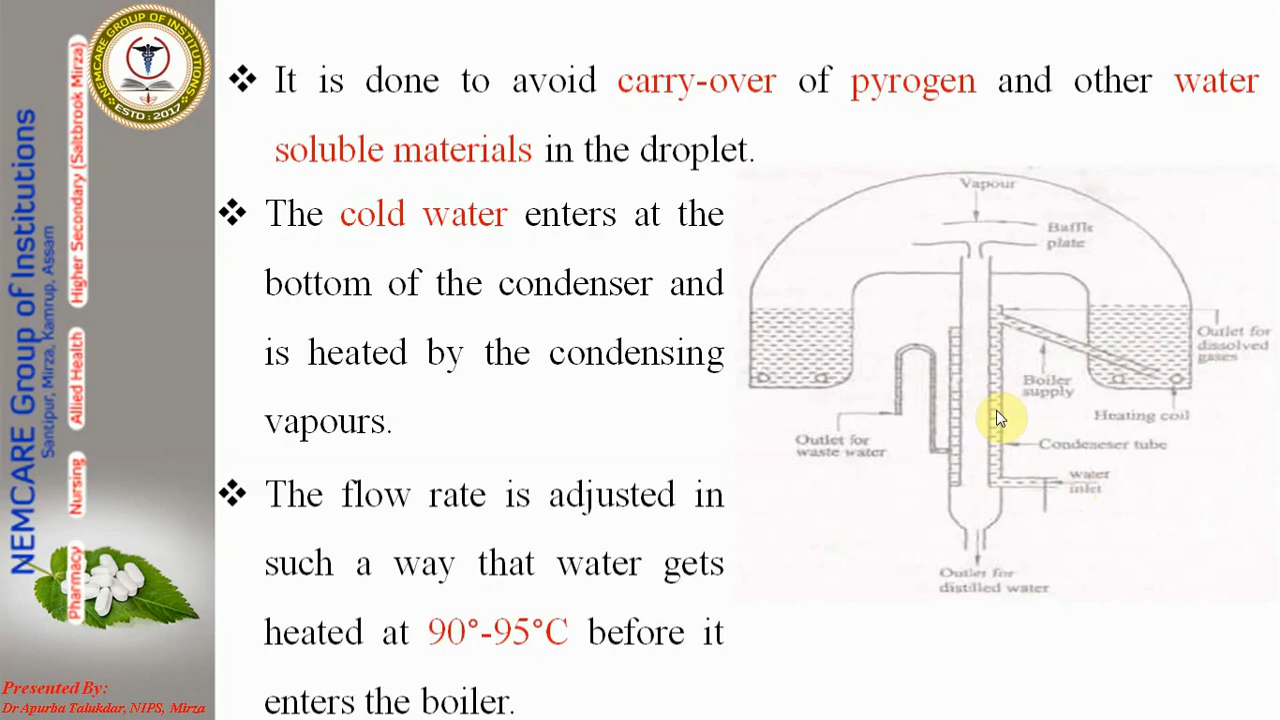 NEMCARE GROUP OF INSTITUTIONS
ESTD : 2017
NEMCARE Group of Institutions
Santipur, Mirza, Kamrup, Assam
Pharmacy Nursing Allied Health Higher Secondary (Saltbrook Mirza)
It is done to avoid carry-over of pyrogen and other water
soluble materials in the droplet.
The cold water enters at the
bottom of the condenser and
is heated by the condensing
vapours.
The flow rate is adjusted in
such a way that water gets
heated at 90°-95°C before it
enters the boiler.
Vapour
Baffle
plate
Outlet for
dissolved
gases
Boiler
supply
Heating coil
Outlet for
waste water
Condeneser tube
water
inlet
Outlet for
distilled water
Presented By:
Dr Apurba Talukdar, NIPS, Mirza